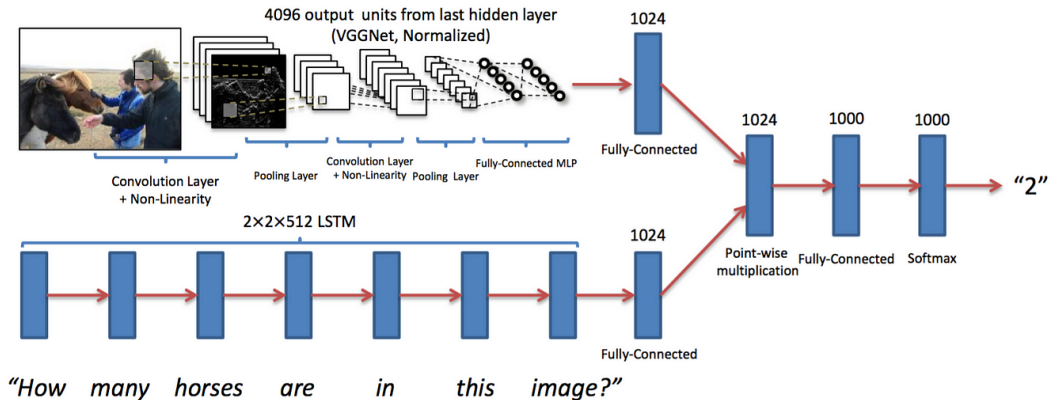 4096 output units from last hidden layer
(VGGNet, Normalized)
Convolution Layer
+ Non-Linearity
Pooling Layer
Convolution Layer
+ Non-Linearity
Pooling Layer
Fully-Connected MLP
1024
Fully-Connected
2×2×512 LSTM
1024
Fully-Connected
1024
Point-wise
multiplication
1000
Fully-Connected
1000
Softmax
“2”
“How many horses are in this image?”